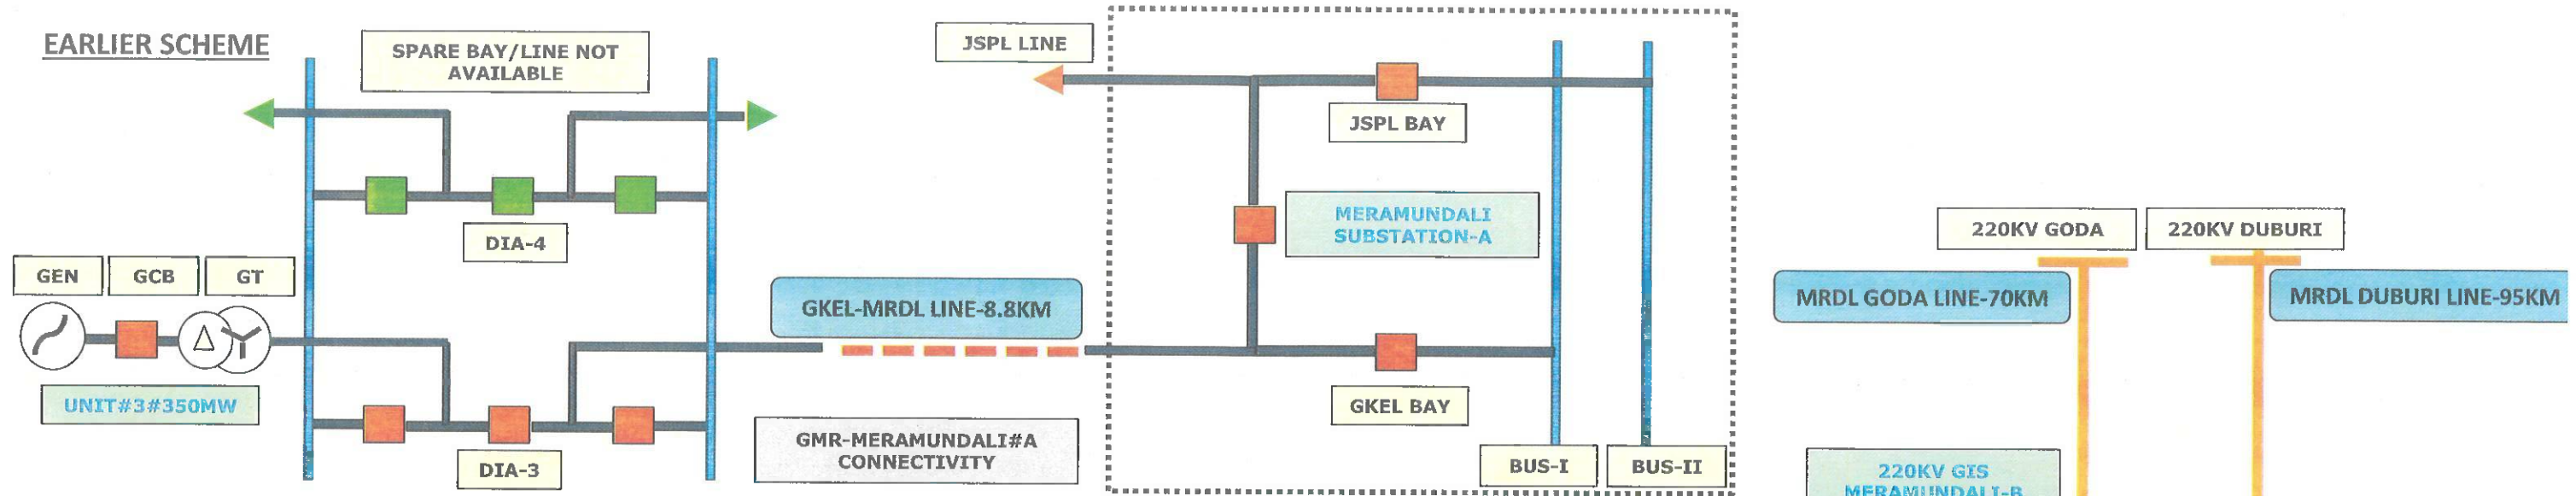 EARLIER SCHEME
SPARE BAY/LINE NOT
AVAILABLE
DIA-4
GEN
GCB
GT
UNIT#3#350MW
DIA-3
GKEL-MRDL LINE-8.8KM
GMR-MERAMUNDALI#A
CONNECTIVITY
JSPL LINE
JSPL BAY
MERAMUNDALI
SUBSTATION-A
GKEL BAY
BUS-I
BUS-II
220KV GODA
220KV DUBURI
MRDL GODA LINE-70KM
MRDL DUBURI LINE-95KM
220KV GIS
MERAMUNDALI-B